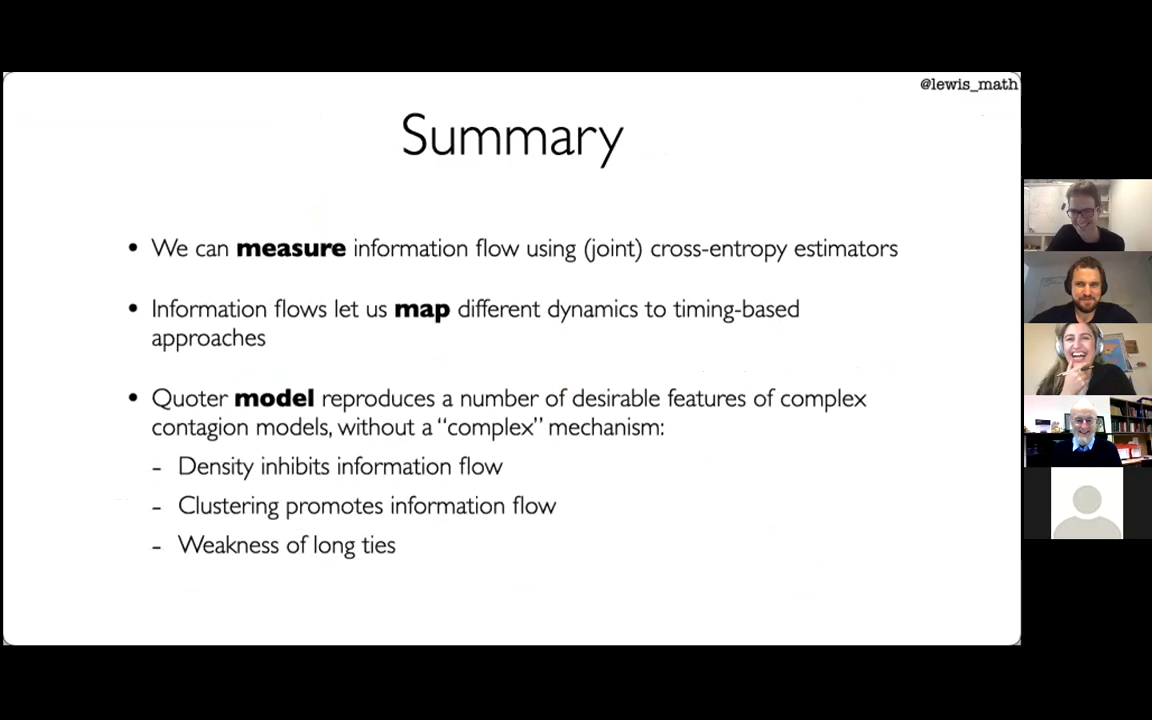 @lewis_math
Summary
• We can measure information flow using (joint) cross-entropy estimators
• Information flows let us map different dynamics to timing-based
approaches
• Quoter model reproduces a number of desirable features of complex
contagion models, without a “complex” mechanism:
- Density inhibits information flow
- Clustering promotes information flow
- Weakness of long ties